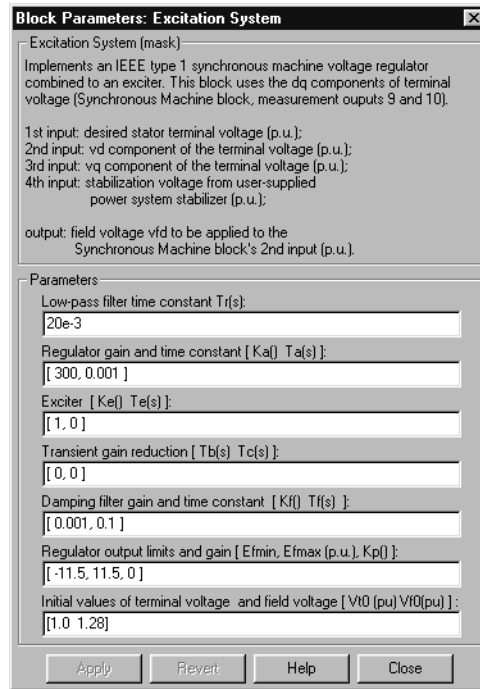 Block Parameters: Excitation System
Excitation System (mask)
Implements an IEEE type 1 synchronous machine voltage regulator
combined to an exciter. This block uses the dq components of terminal
voltage (Synchronous Machine block, measurement ouputs 9 and 10).
1st input: desired stator terminal voltage (p.u.);
2nd input: vd component of the terminal voltage (p.u.);
3rd input: vq component of the terminal voltage (p.u.);
4th input: stabilization voltage from user-supplied
power system stabilizer (p.u.);
output: field voltage vfd to be applied to the
Synchronous Machine block's 2nd input (p.u.).
Parameters
Low-pass filter time constant Tr(s):
20e-3
Regulator gain and time constant [ Ka() Ta(s) ]:
[ 300, 0.001 ]
Exciter [ Ke() Te(s) ]:
[ 1, 0 ]
Transient gain reduction [ Tb(s) Tc(s) ]:
[ 0, 0 ]
Damping filter gain and time constant [ Kf() Tf(s) ]:
[ 0.001, 0.1 ]
Regulator output limits and gain [ Efmin, Efmax (p.u.), Kp() ]:
[ -11.5, 11.5, 0 ]
Initial values of terminal voltage and field voltage [ Vt0 (pu) Vf0(pu) ] :
[1.0 1.28]
Apply Revert Help Close